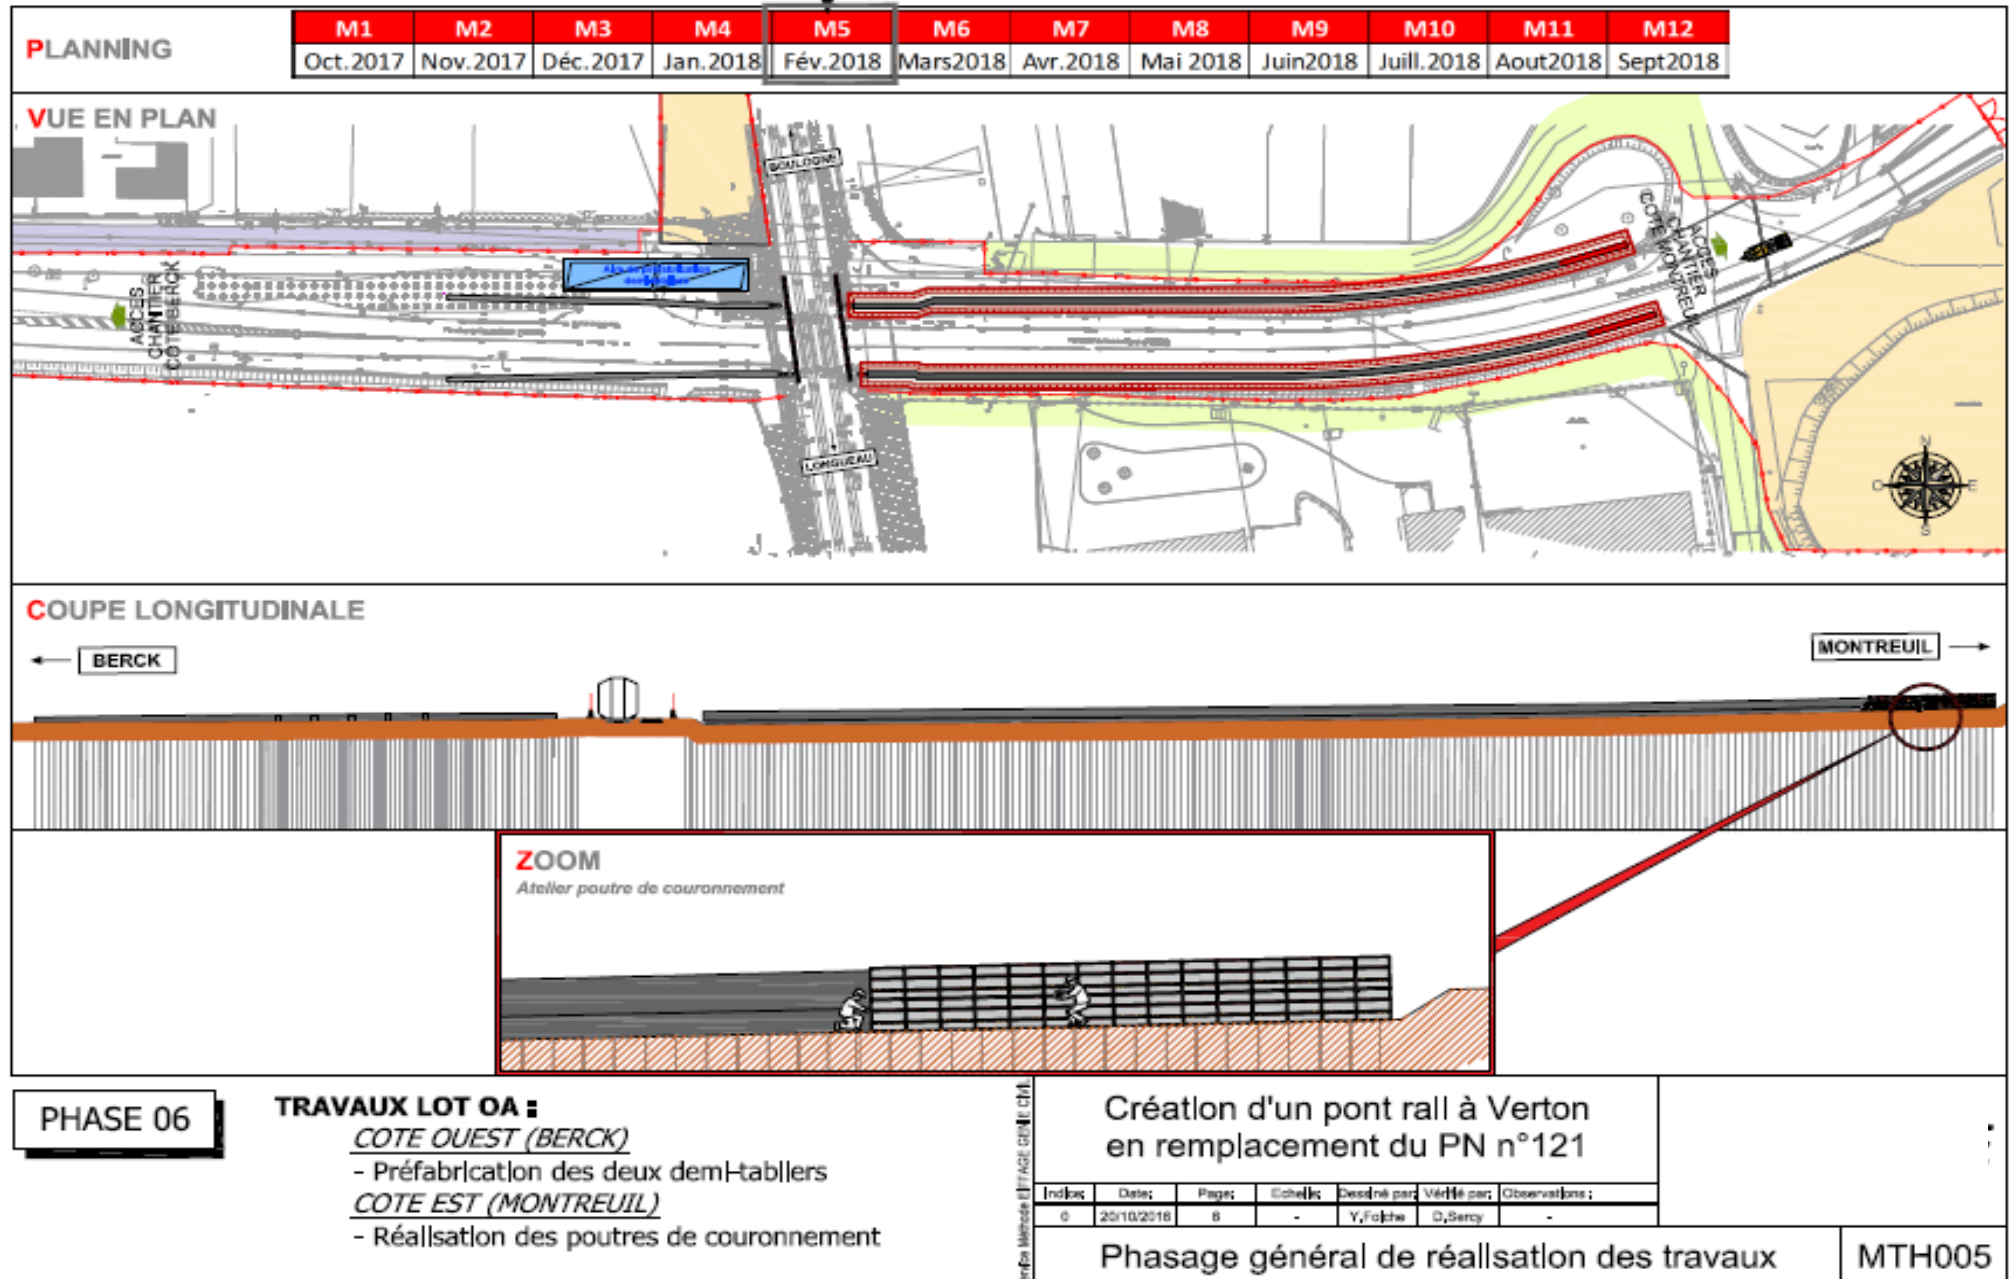 PLANNING
M1 M2 M3 M4 M5 M6 M7 M8 M9 M10 M11 M12
Oct.2017 Nov.2017 Déc.2017 Jan.2018 Fév.2018 Mars2018 Avr.2018 Mai 2018 Juin2018 Juill.2018 Aout2018 Sept2018
VUE EN PLAN
BOULOGNE
ACCES
CHANTIER
COTE BERCK
ACCES
CHANTIER
COTE MONTREUIL
LONGUEAU
N
O E
S
COUPE LONGITUDINALE
BERCK
MONTREUIL
ZOOM
Atelier poutre de couronnement
PHASE 06
TRAVAUX LOT OA :
COTE OUEST (BERCK)
- Préfabrication des deux demi-tabliers
COTE EST (MONTREUIL)
- Réalisation des poutres de couronnement
Méthode EIFFAGE GENIE CIVIL
Création d'un pont rail à Verton
en remplacement du PN n°121
Indice: Date: Page: Echelle: Dessiné par: Vérifié par: Observations :
0 20/10/2016 6 - Y.Folche D.Sercy -
Phasage général de réalisation des travaux
MTH005